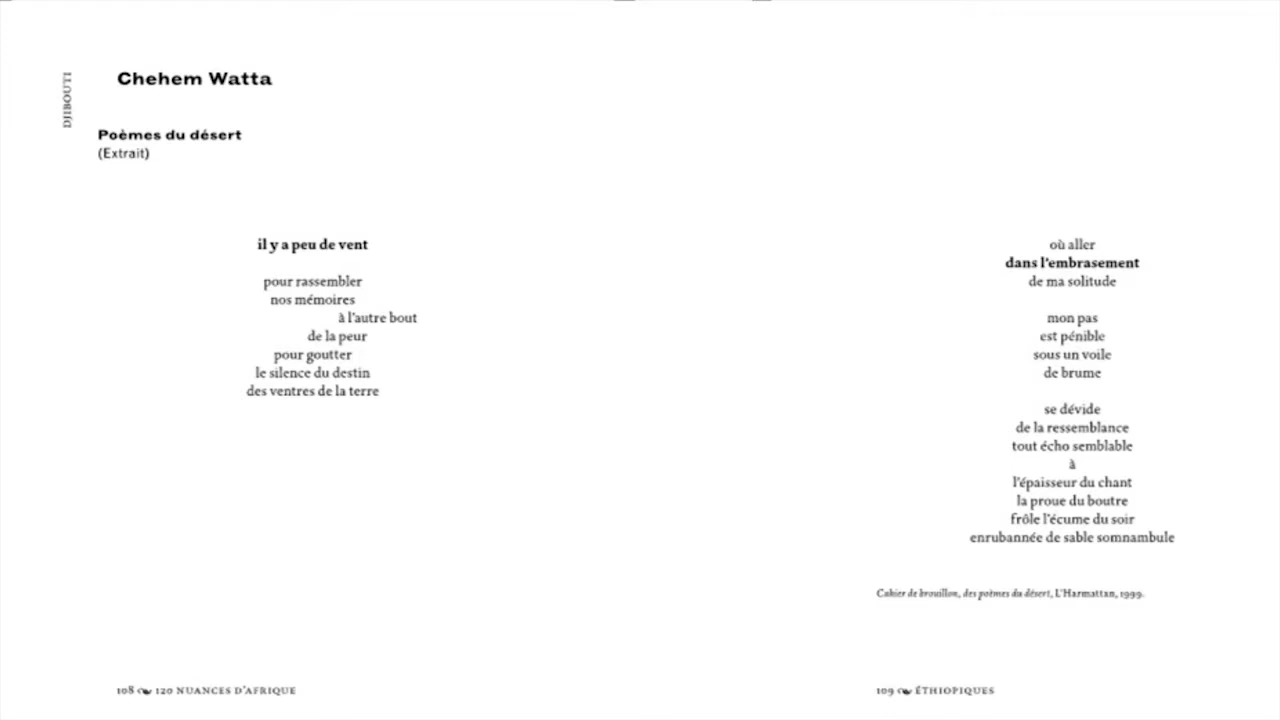 DJIBOUTI
Chehem Watta
Poèmes du désert
(Extrait)
il y a peu de vent
pour rassembler
nos mémoires
à l'autre bout
de la peur
pour goutter
le silence du destin
des ventres de la terre
108 120 NUANCES D'AFRIQUE
où aller
dans l'embrasement
de ma solitude
mon pas
est pénible
sous un voile
de brume
se dévide
de la ressemblance
tout écho semblable
à
l'épaisseur du chant
la proue du boutre
frôle l'écume du soir
enrubannée de sable somnambule
Cahier de brouillon, des poèmes du désert, L'Harmattan, 1999.
109 ÉTHIOPIQUES